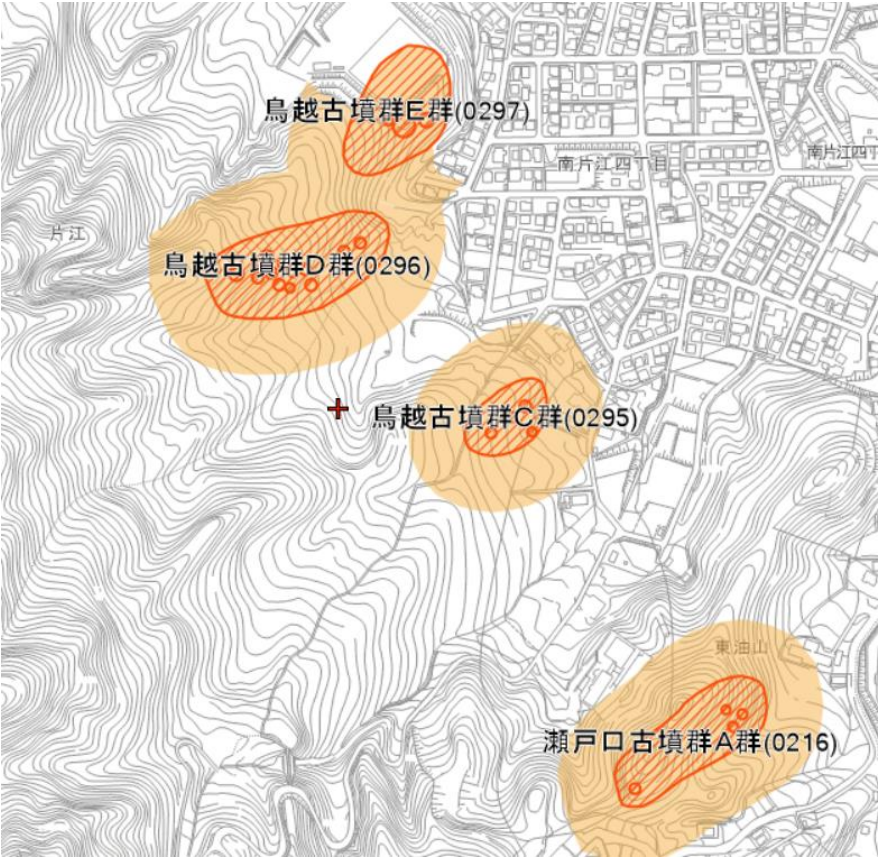 鳥越古墳群E群(0297)
南片江四丁目
南片江四丁
片江
鳥越古墳群D群(0296)
鳥越古墳群C群(0295)
東油山
瀬戸口古墳群A群(0216)